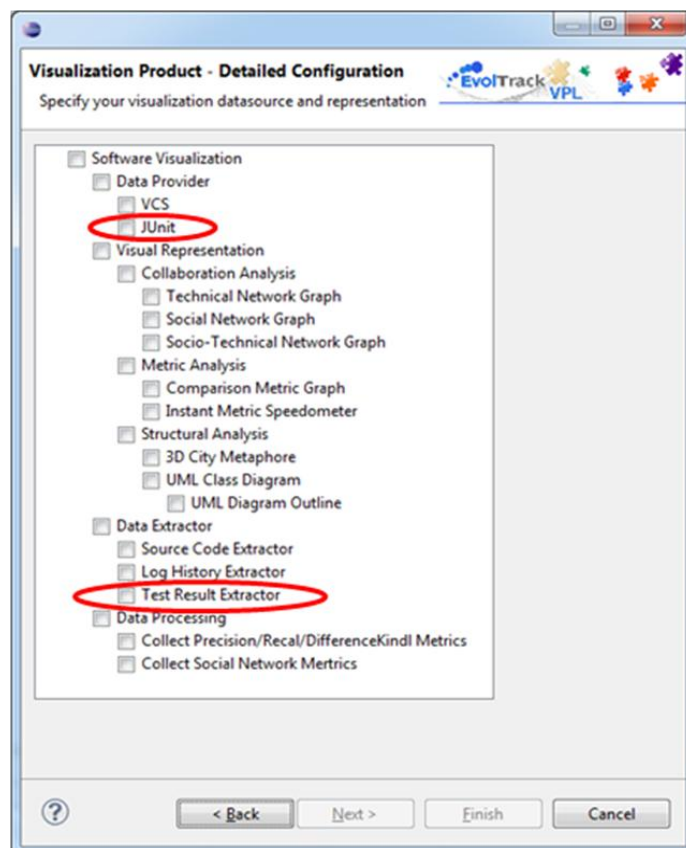 Visualization Product - Detailed Configuration
Specify your visualization datasource and representation
EvolTrack
VPL
Software Visualization
Data Provider
VCS
JUnit
Visual Representation
Collaboration Analysis
Technical Network Graph
Social Network Graph
Socio-Technical Network Graph
Metric Analysis
Comparison Metric Graph
Instant Metric Speedometer
Structural Analysis
3D City Metaphore
UML Class Diagram
UML Diagram Outline
Data Extractor
Source Code Extractor
Log History Extractor
Test Result Extractor
Data Processing
Collect Precision/Recal/DifferenceKindl Metrics
Collect Social Network Mertrics
?
< Back
Next >
Finish
Cancel